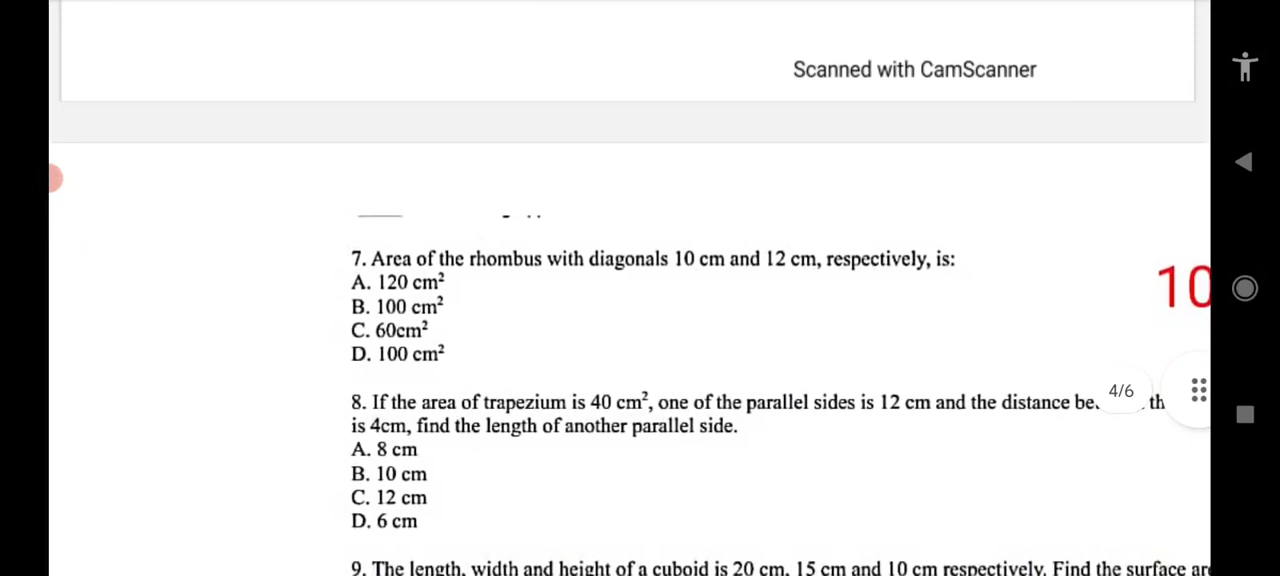 Scanned with CamScanner
7. Area of the rhombus with diagonals 10 cm and 12 cm, respectively, is:
A. 120 cm²
B. 100 cm²
C. 60cm²
D. 100 cm²
10
8. If the area of trapezium is 40 cm², one of the parallel sides is 12 cm and the distance
is 4cm, find the length of another parallel side.
A. 8 cm
B. 10 cm
C. 12 cm
D. 6 cm
4/6
9. The length, width and height of a cuboid is 20 cm, 15 cm and 10 cm respectively. Find the surface